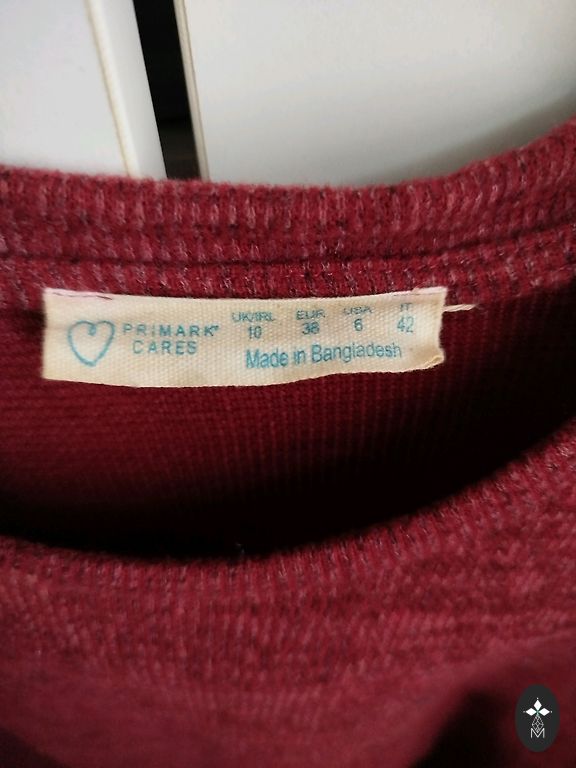 PRIMARK®
CARES
UK/IRL EUR USA IT
10 38 6 42
Made in Bangladesh